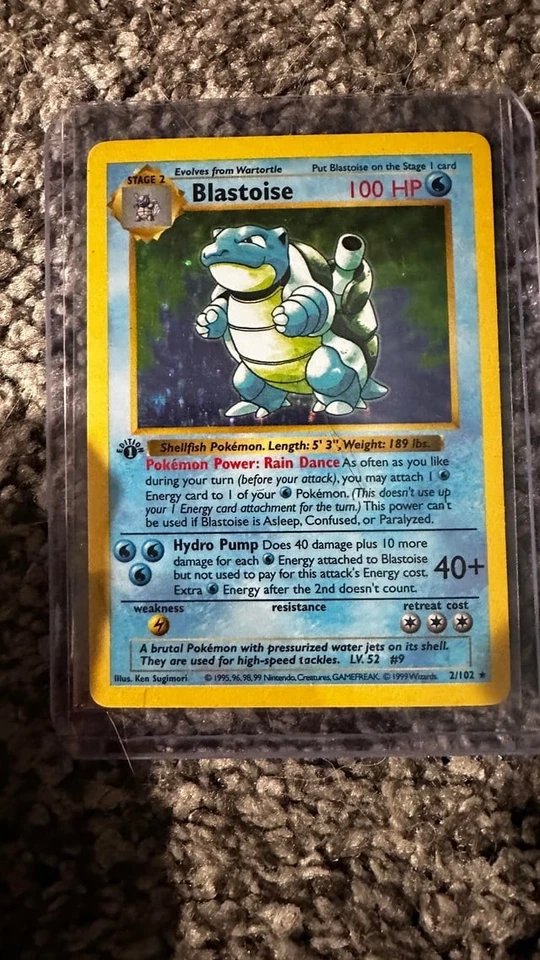 STAGE 2
Evolves from Wartortle
Put Blastoise on the Stage 1 card
Blastoise
100 HP
EDITION
1
Shellfish Pokémon. Length: 5' 3", Weight: 189 lbs.
Pokémon Power: Rain Dance As often as you like
during your turn (before your attack), you may attach 1
Energy card to 1 of your Pokémon. (This doesn't use up
your 1 Energy card attachment for the turn.) This power can't
be used if Blastoise is Asleep, Confused, or Paralyzed.
Hydro Pump Does 40 damage plus 10 more
damage for each Energy attached to Blastoise
but not used to pay for this attack's Energy cost.
Extra Energy after the 2nd doesn't count.
40+
weakness
resistance
retreat cost
A brutal Pokémon with pressurized water jets on its shell.
They are used for high-speed tackles. LV. 52 #9
Illus. Ken Sugimori
© 1995, 96, 98, 99 Nintendo, Creatures, GAMEFREAK. © 1999 Wizards.
2/102 ★